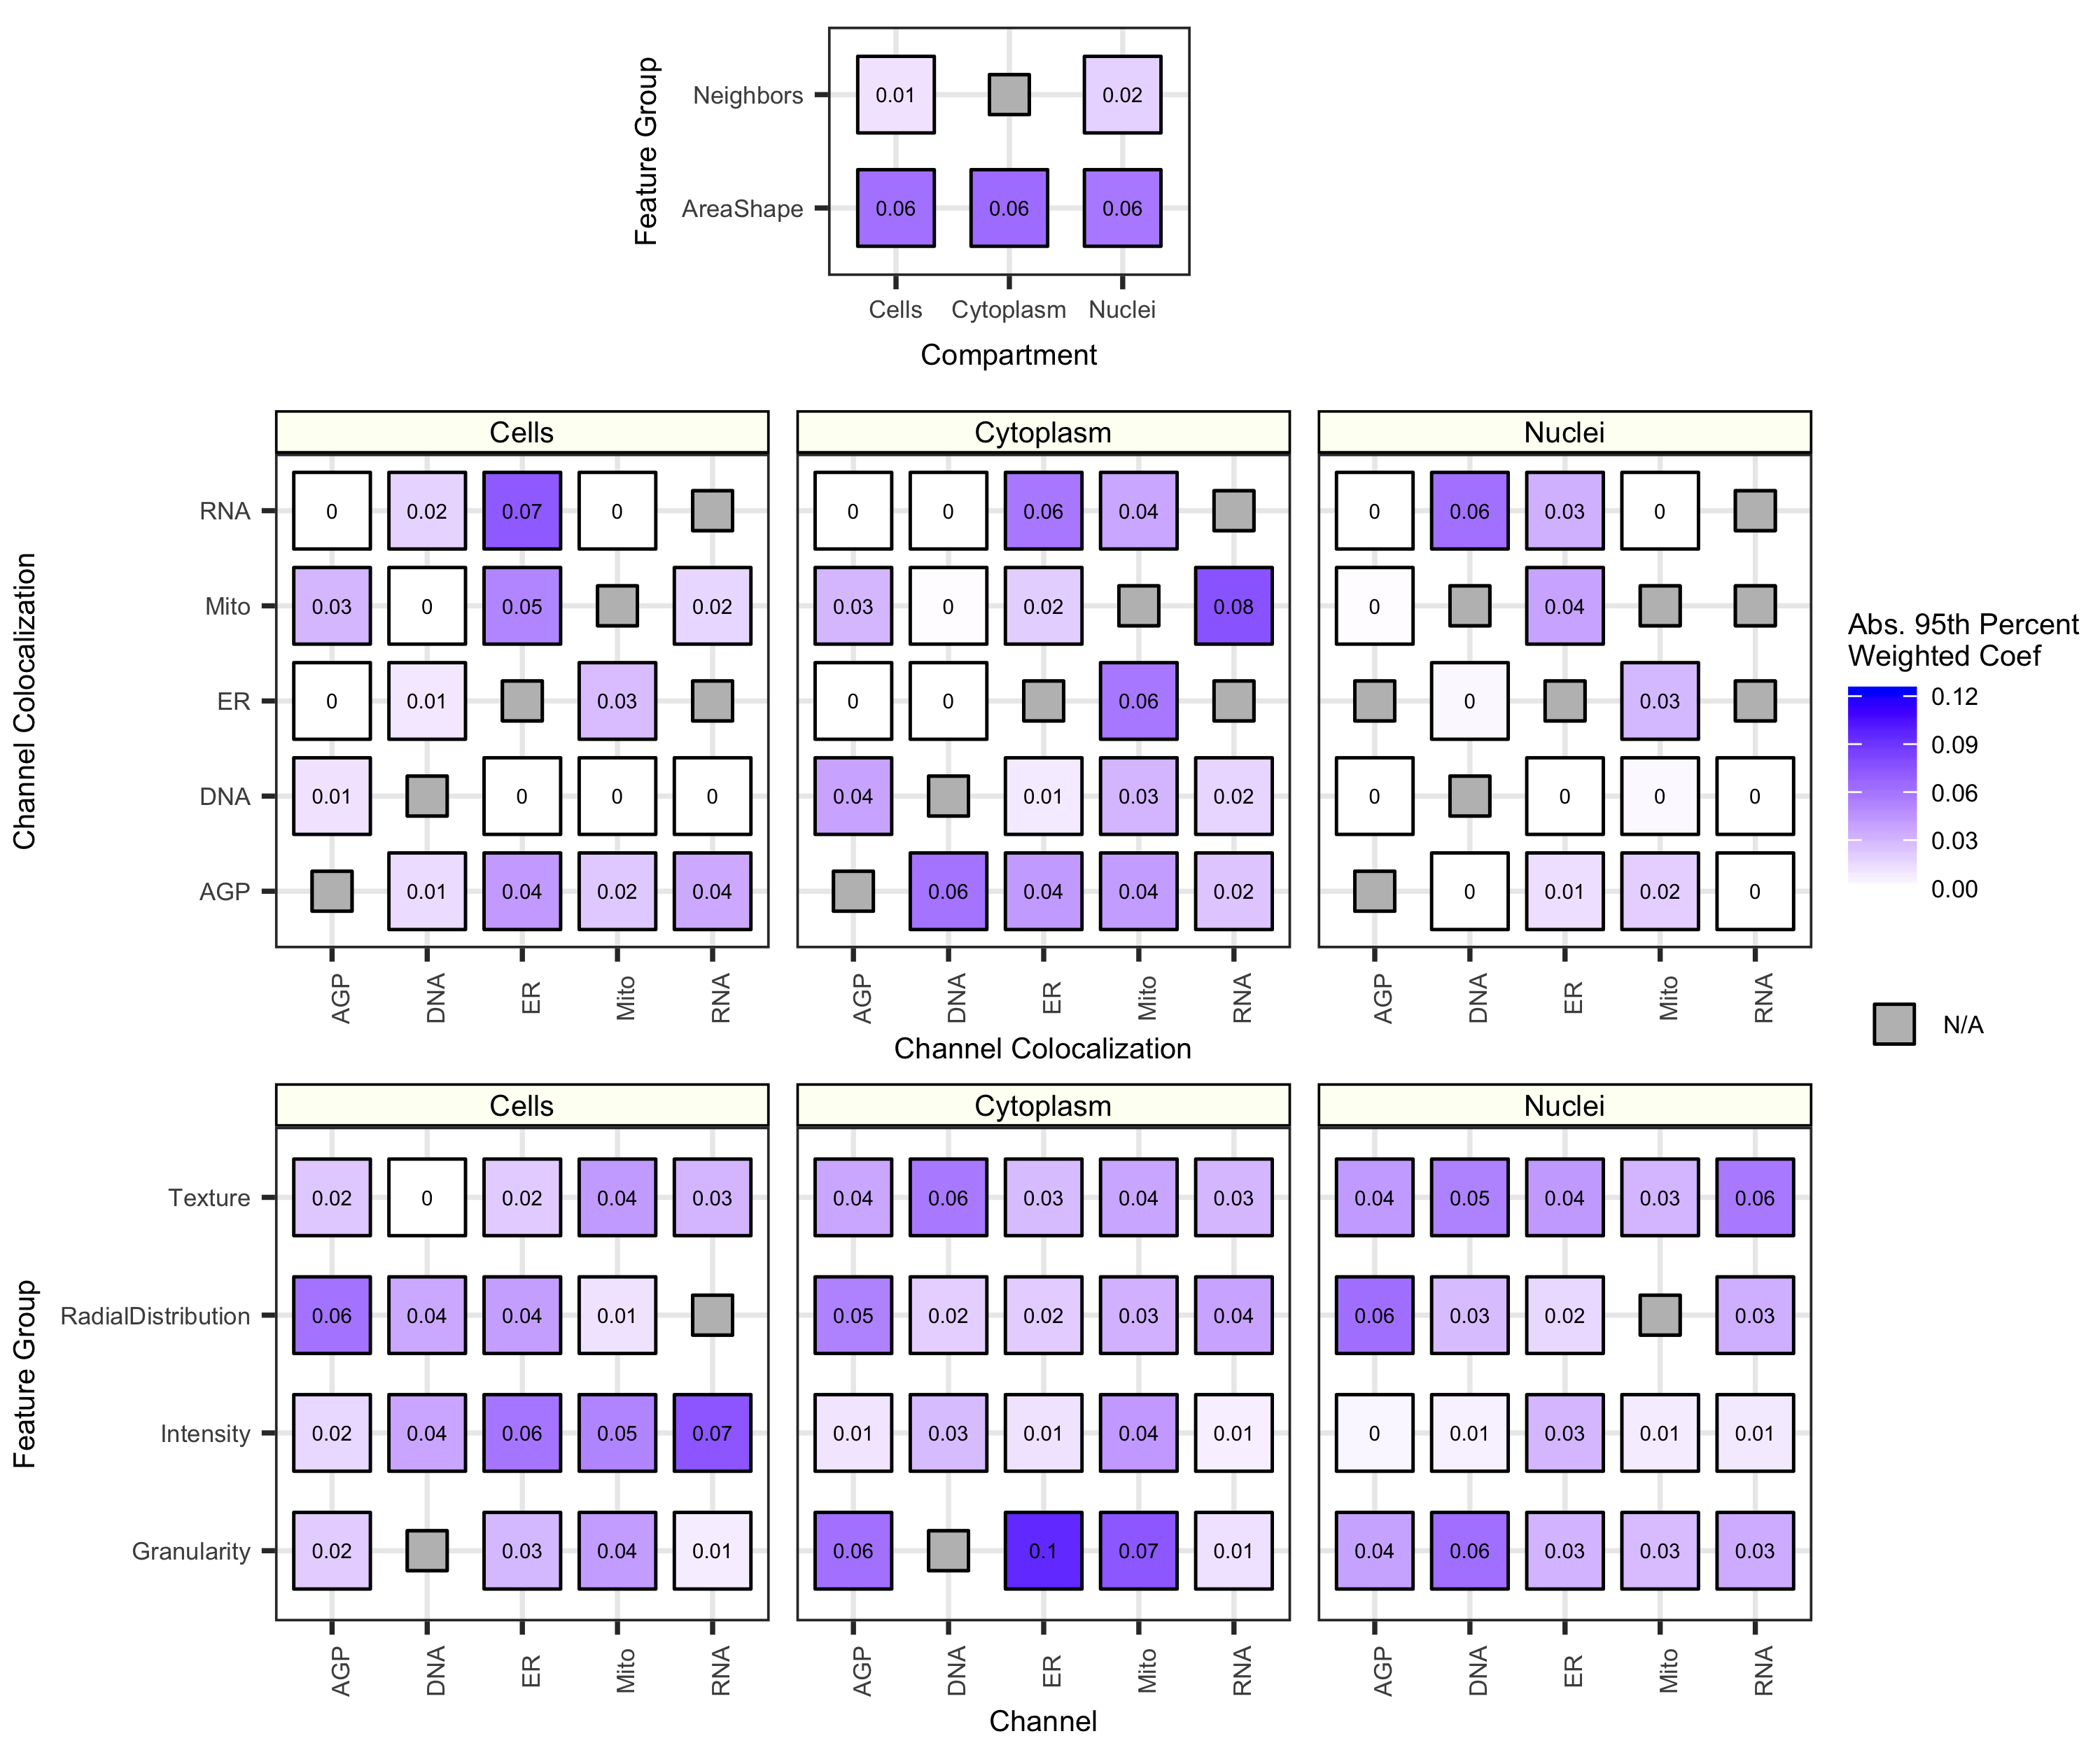 Feature Group
Neighbors 0.01 0.02
AreaShape 0.06 0.06 0.06
Cells Cytoplasm Nuclei
Compartment
Channel Colocalization
Cells Cytoplasm Nuclei
RNA 0 0.02 0.07 0 0 0 0.06 0.04 0 0.06 0.03 0
Mito 0.03 0 0.05 0.02 0.03 0 0.02 0.08 0 0.04
ER 0 0.01 0.03 0 0 0.06 0 0.03
DNA 0.01 0 0 0 0.04 0.01 0.03 0.02 0 0 0 0
AGP 0.01 0.04 0.02 0.04 0.06 0.04 0.04 0.02 0 0.01 0.02 0
AGP DNA ER Mito RNA AGP DNA ER Mito RNA AGP DNA ER Mito RNA
Channel Colocalization
Abs. 95th Percent
Weighted Coef
0.12
0.09
0.06
0.03
0.00
N/A
Feature Group
Cells Cytoplasm Nuclei
Texture 0.02 0 0.02 0.04 0.03 0.04 0.06 0.03 0.04 0.03 0.04 0.05 0.04 0.03 0.06
RadialDistribution 0.06 0.04 0.04 0.01 0.05 0.02 0.02 0.03 0.04 0.06 0.03 0.02 0.03
Intensity 0.02 0.04 0.06 0.05 0.07 0.01 0.03 0.01 0.04 0.01 0 0.01 0.03 0.01 0.01
Granularity 0.02 0.03 0.04 0.01 0.06 0.1 0.07 0.01 0.04 0.06 0.03 0.03 0.03
AGP DNA ER Mito RNA AGP DNA ER Mito RNA AGP DNA ER Mito RNA
Channel